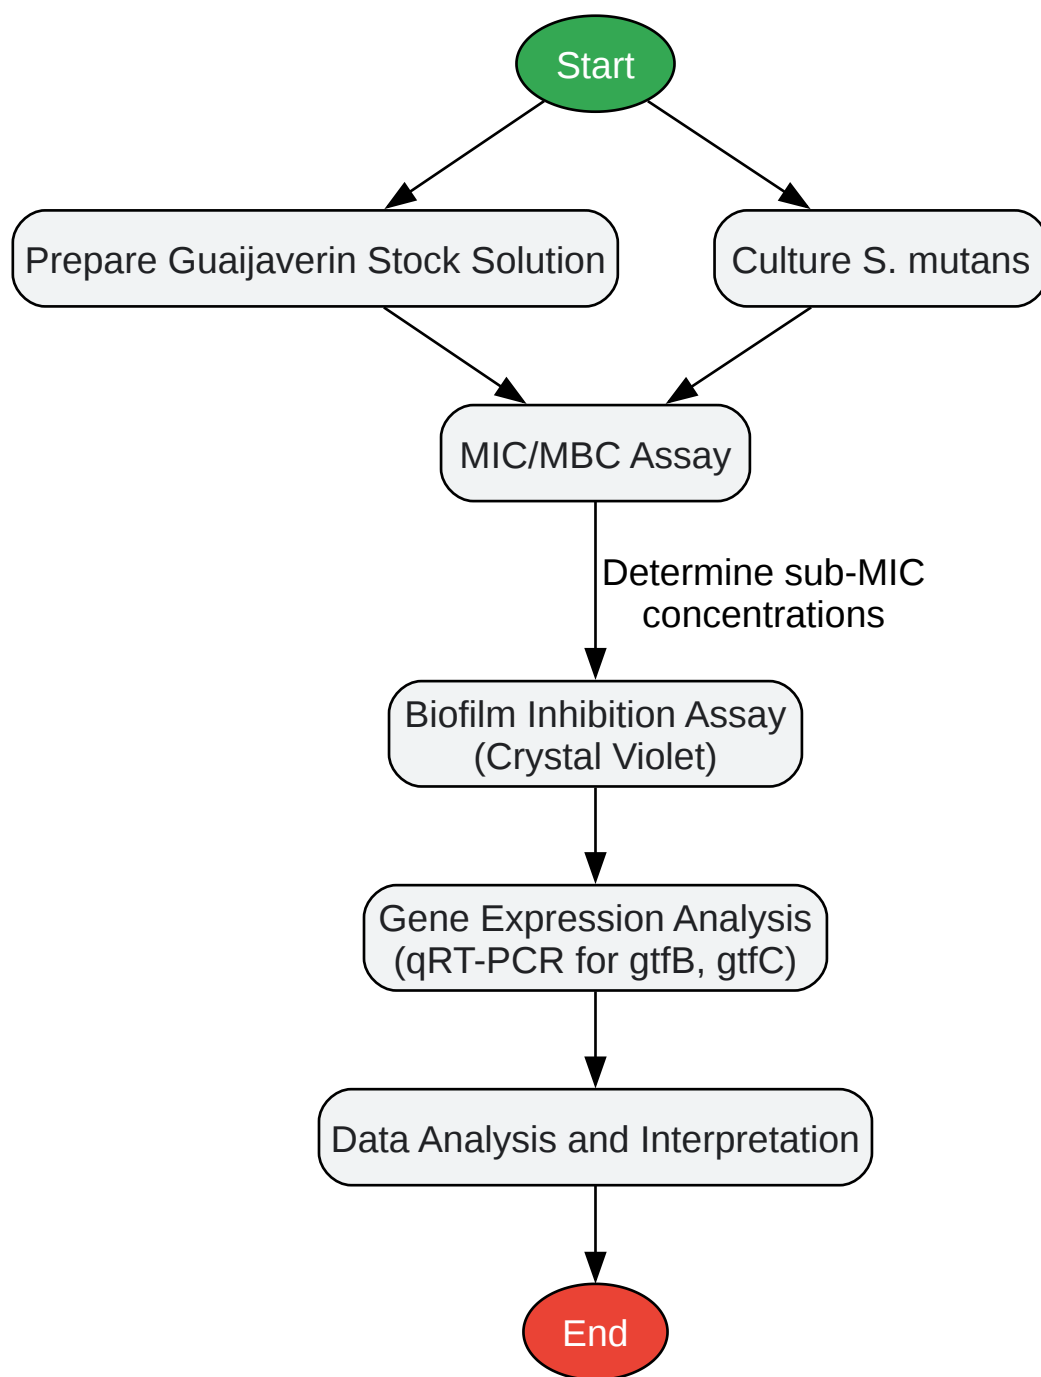 Start
Prepare Guaijaverin Stock Solution
Culture S. mutans
MIC/MBC Assay
Determine sub-MIC
concentrations
Biofilm Inhibition Assay
(Crystal Violet)
Gene Expression Analysis
(qRT-PCR for gtfB, gtfC)
Data Analysis and Interpretation
End